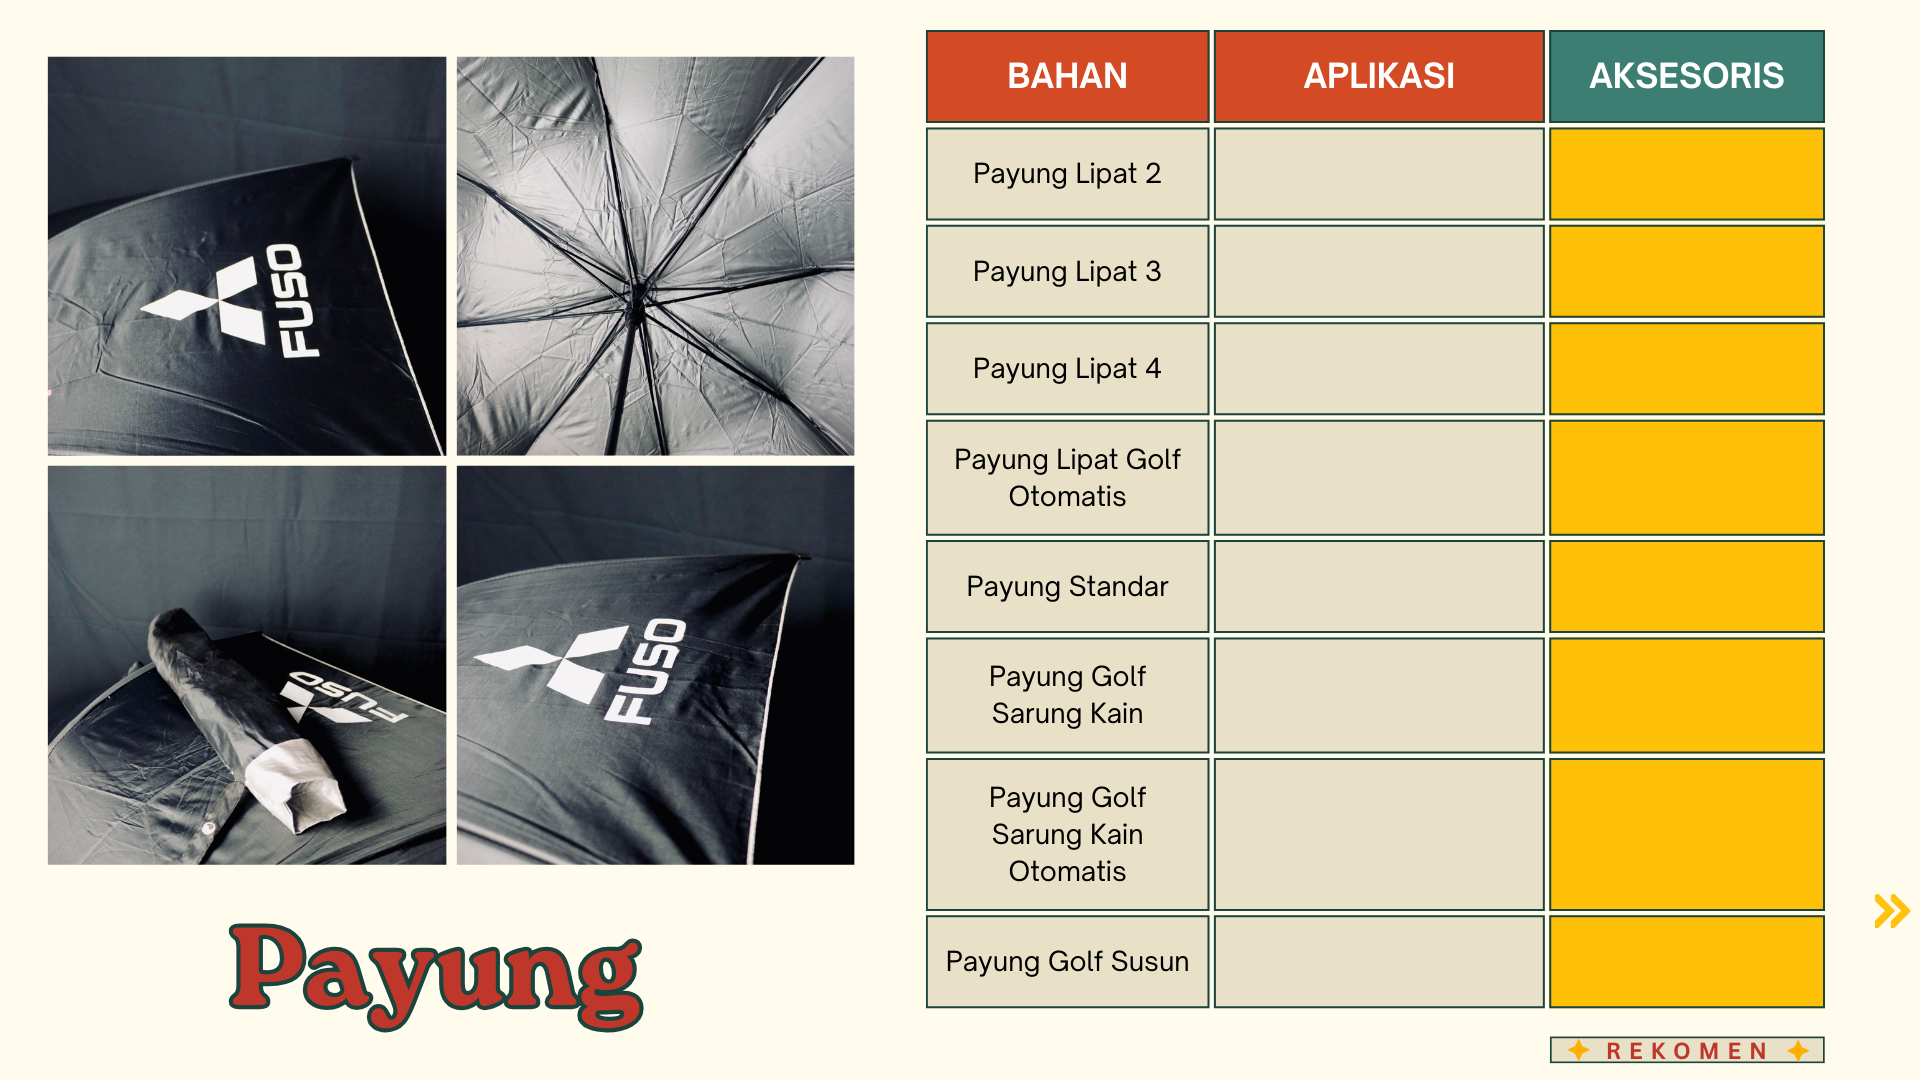 FUSO
FUSO
FUSO
Payung
BAHAN
APLIKASI
AKSESORIS
Payung Lipat 2
Payung Lipat 3
Payung Lipat 4
Payung Lipat Golf
Otomatis
Payung Standar
Payung Golf
Sarung Kain
Payung Golf
Sarung Kain
Otomatis
Payung Golf Susun
REKOMEN